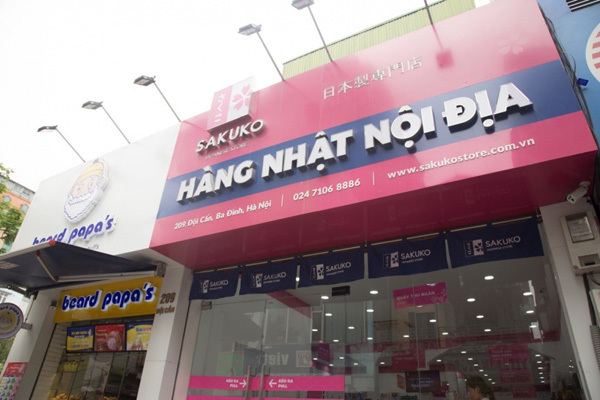 日本製専門店
SAKUKO
HÀNG NHẬT NỘI ĐỊA
209 Đội Cấn, Ba Đình, Hà Nội | 024 7106 8886 | www.sakukostore.com.vn
beard papa's
beard papa's
209
SAKUKO
SAKUKO
SAKUKO
SAKUKO
SAKUKO